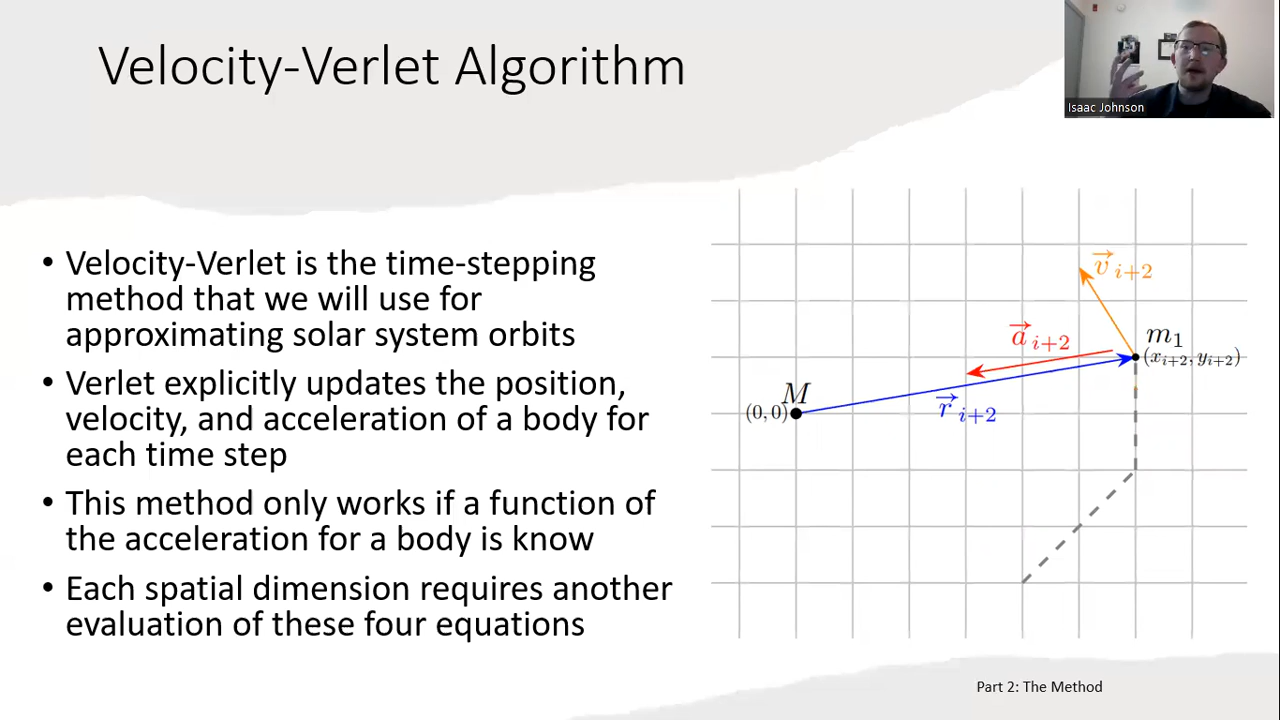 Velocity-Verlet Algorithm
Isaac Johnson
• Velocity-Verlet is the time-stepping
method that we will use for
approximating solar system orbits
• Verlet explicitly updates the position,
velocity, and acceleration of a body for
each time step
• This method only works if a function of
the acceleration for a body is know
• Each spatial dimension requires another
evaluation of these four equations
v⃗ i+2
a⃗ i+2
m₁
(xi+2, yi+2)
M
(0, 0)
r⃗ i+2
Part 2: The Method